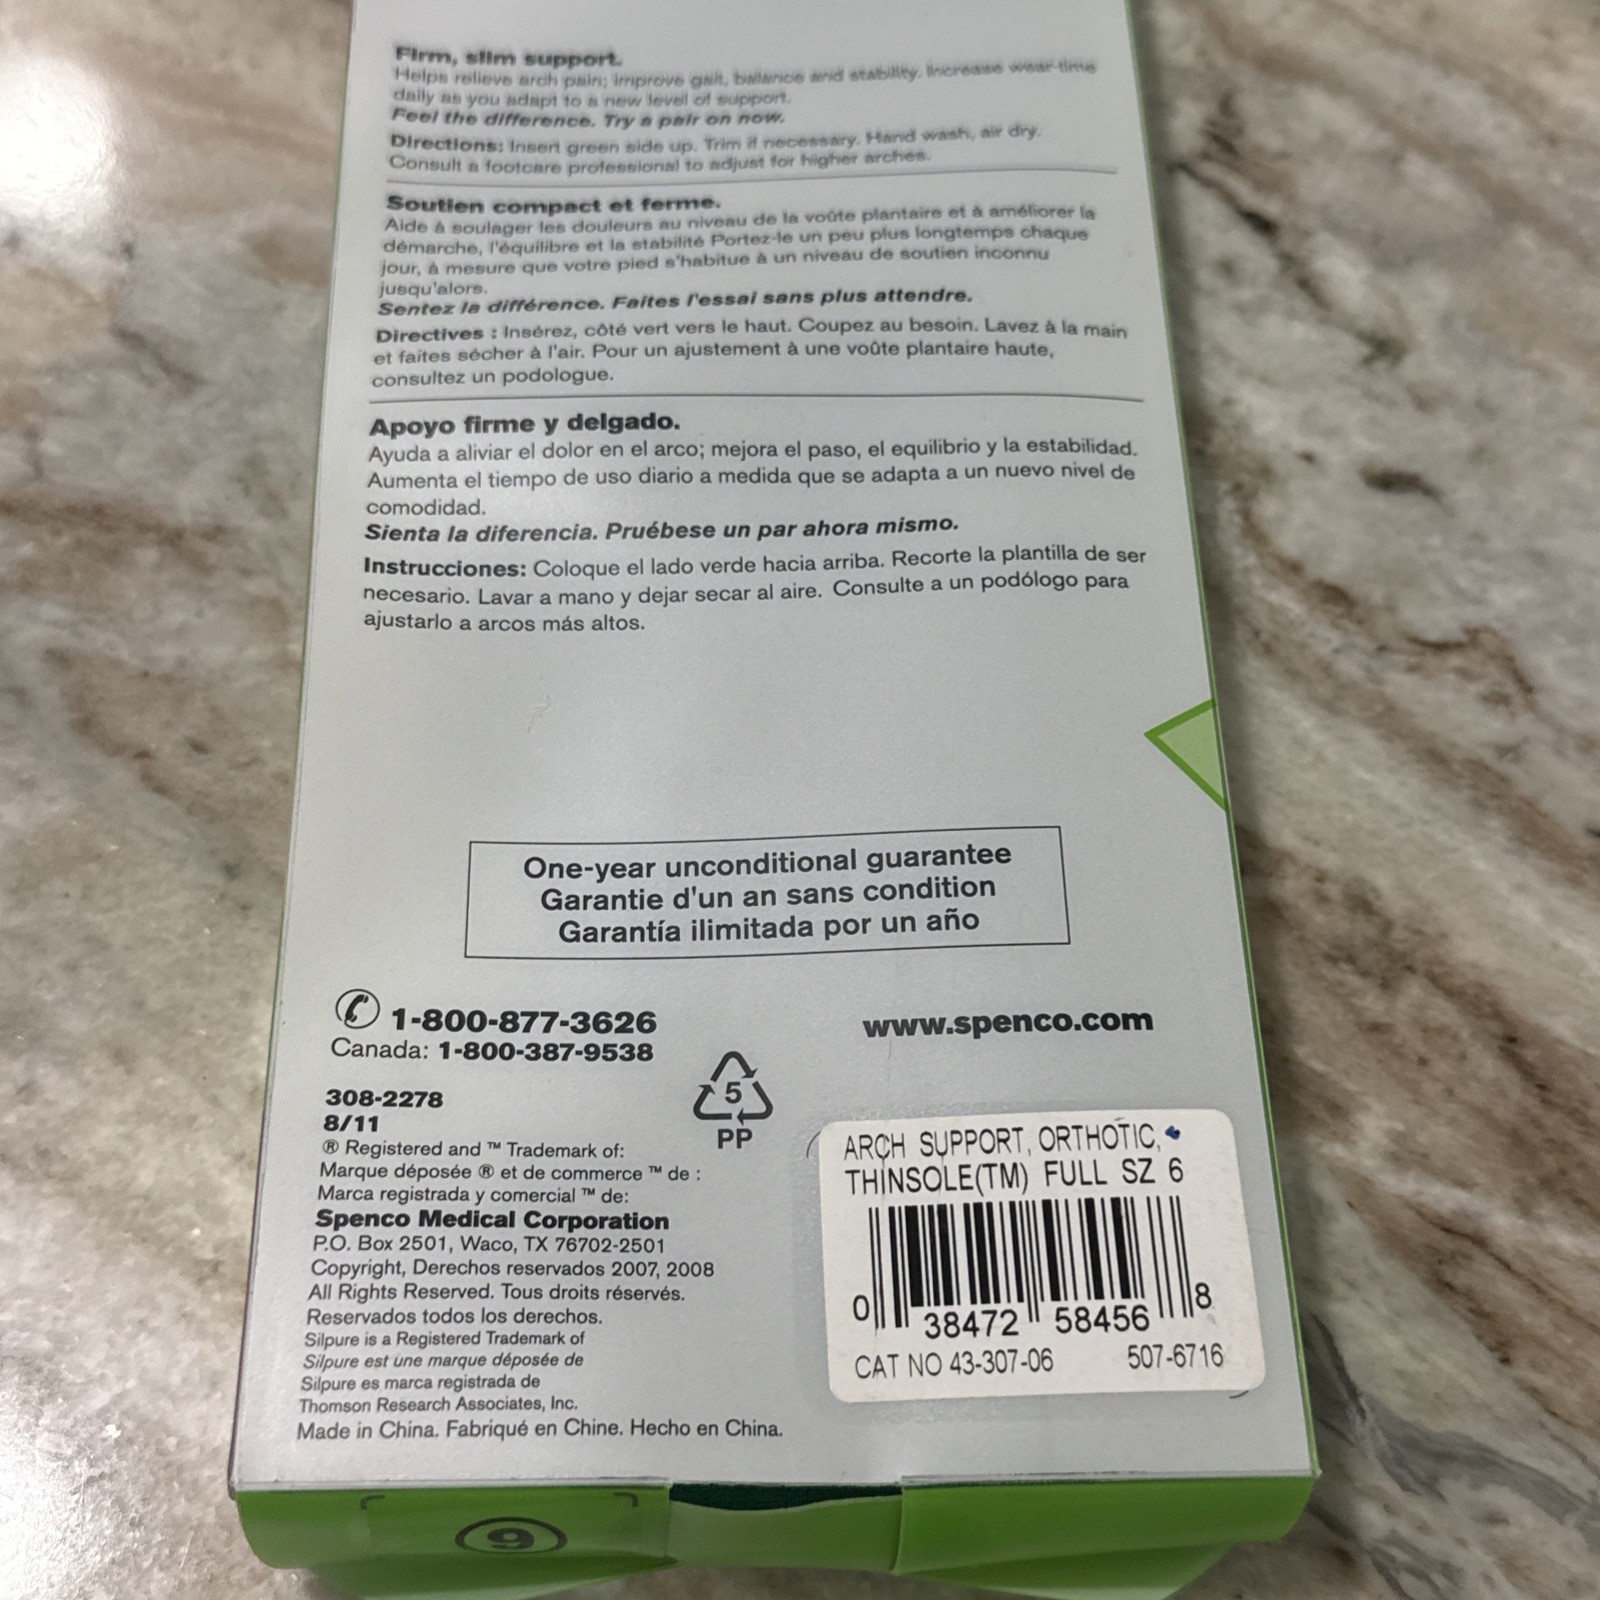 Firm, slim support.
Helps relieve arch pain; improve gait, balance and stability. Increase wear-time
daily as you adapt to a new level of support.
Feel the difference. Try a pair on now.
Directions: Insert green side up. Trim if necessary. Hand wash, air dry.
Consult a footcare professional to adjust for higher arches.
Soutien compact et ferme.
Aide à soulager les douleurs au niveau de la voûte plantaire et à améliorer la
démarche, l'équilibre et la stabilité Portez-le un peu plus longtemps chaque
jour, à mesure que votre pied s'habitue à un niveau de soutien inconnu
jusqu'alors.
Sentez la différence. Faites l'essai sans plus attendre.
Directives : Insérez, côté vert vers le haut. Coupez au besoin. Lavez à la main
et faites sécher à l'air. Pour un ajustement à une voûte plantaire haute,
consultez un podologue.
Apoyo firme y delgado.
Ayuda a aliviar el dolor en el arco; mejora el paso, el equilibrio y la estabilidad.
Aumenta el tiempo de uso diario a medida que se adapta a un nuevo nivel de
comodidad.
Sienta la diferencia. Pruébese un par ahora mismo.
Instrucciones: Coloque el lado verde hacia arriba. Recorte la plantilla de ser
necesario. Lavar a mano y dejar secar al aire. Consulte a un podólogo para
ajustarlo a arcos más altos.
One-year unconditional guarantee
Garantie d'un an sans condition
Garantía ilimitada por un año
1-800-877-3626
Canada: 1-800-387-9538
www.spenco.com
308-2278
8/11
5
PP
® Registered and ™ Trademark of:
Marque déposée ® et de commerce ™ de :
Marca registrada y comercial ™ de:
Spenco Medical Corporation
P.O. Box 2501, Waco, TX 76702-2501
Copyright, Derechos reservados 2007, 2008
All Rights Reserved. Tous droits réservés.
Reservados todos los derechos.
Silpure is a Registered Trademark of
Silpure est une marque déposée de
Silpure es marca registrada de
Thomson Research Associates, Inc.
Made in China. Fabriqué en Chine. Hecho en China.
ARCH SUPPORT, ORTHOTIC,
THINSOLE(TM) FULL SZ 6
0 38472 58456 8
CAT NO 43-307-06 507-6716
6